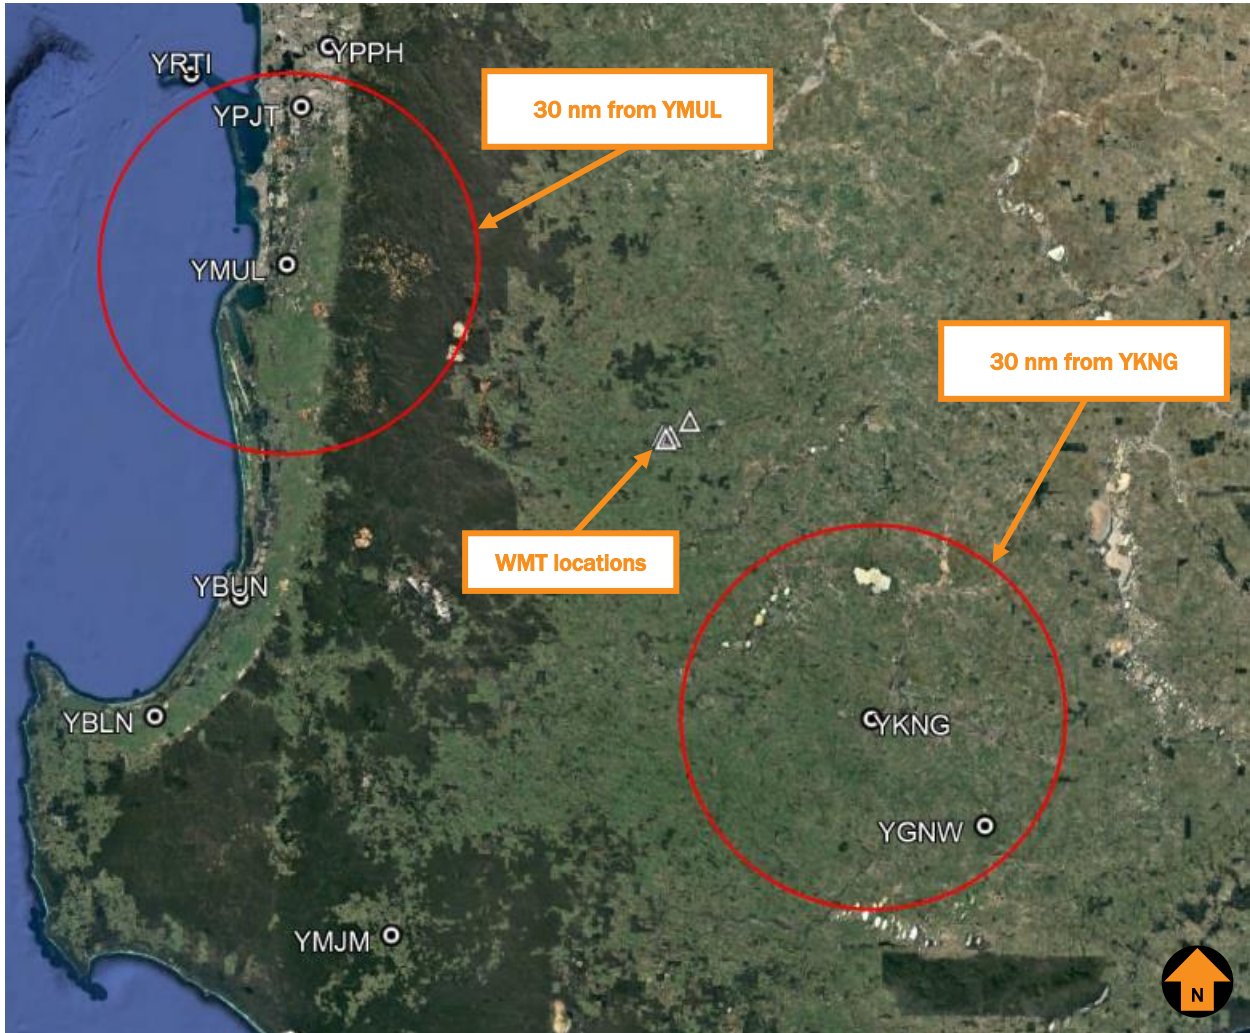 YPPH
YRTI
30 nm from YMUL
YPJT
YMUL
30 nm from YKNG
WMT locations
YBUN
YBLN
YKNG
YGNW
YMJM
N